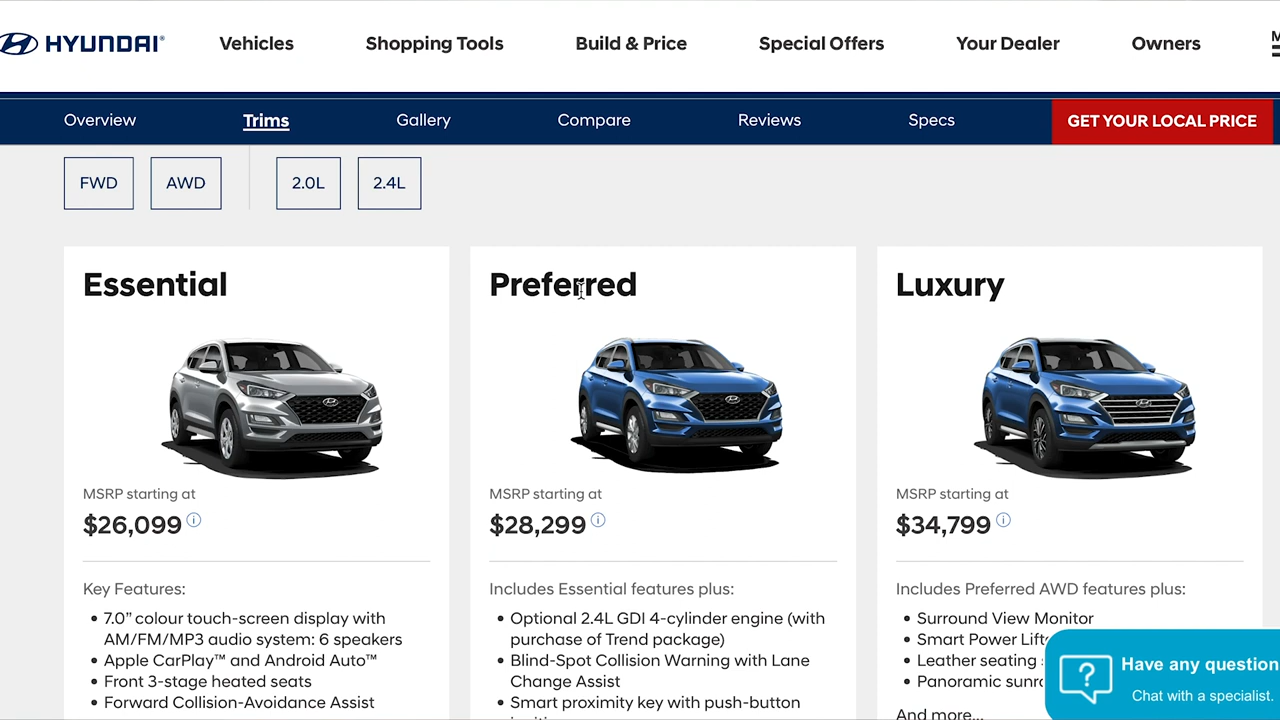 HYUNDAI
Vehicles
Shopping Tools
Build & Price
Special Offers
Your Dealer
Owners
Overview
Trims
Gallery
Compare
Reviews
Specs
GET YOUR LOCAL PRICE
FWD
AWD
2.0L
2.4L
Essential
MSRP starting at
$26,099
Key Features:
• 7.0” colour touch-screen display with
AM/FM/MP3 audio system: 6 speakers
• Apple CarPlay™ and Android Auto™
• Front 3-stage heated seats
• Forward Collision-Avoidance Assist
Preferred
MSRP starting at
$28,299
Includes Essential features plus:
• Optional 2.4L GDI 4-cylinder engine (with
purchase of Trend package)
• Blind-Spot Collision Warning with Lane
Change Assist
• Smart proximity key with push-button
Luxury
MSRP starting at
$34,799
Includes Preferred AWD features plus:
• Surround View Monitor
• Smart Power
• Leather seating
• Panoramic
And more...
Have any question
Chat with a specialist.